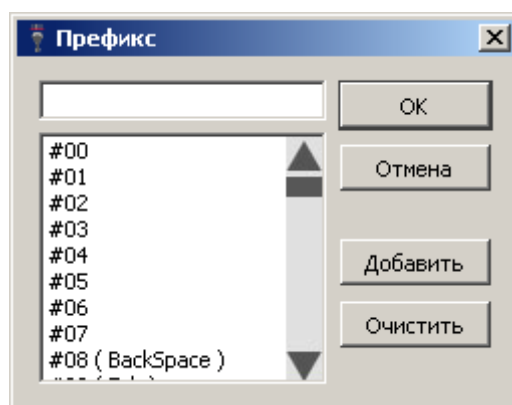 Префикс
OK
#00
#01
Отмена
#02
#03
#04
#05
Добавить
#06
#07
Очистить
#08 ( BackSpace )